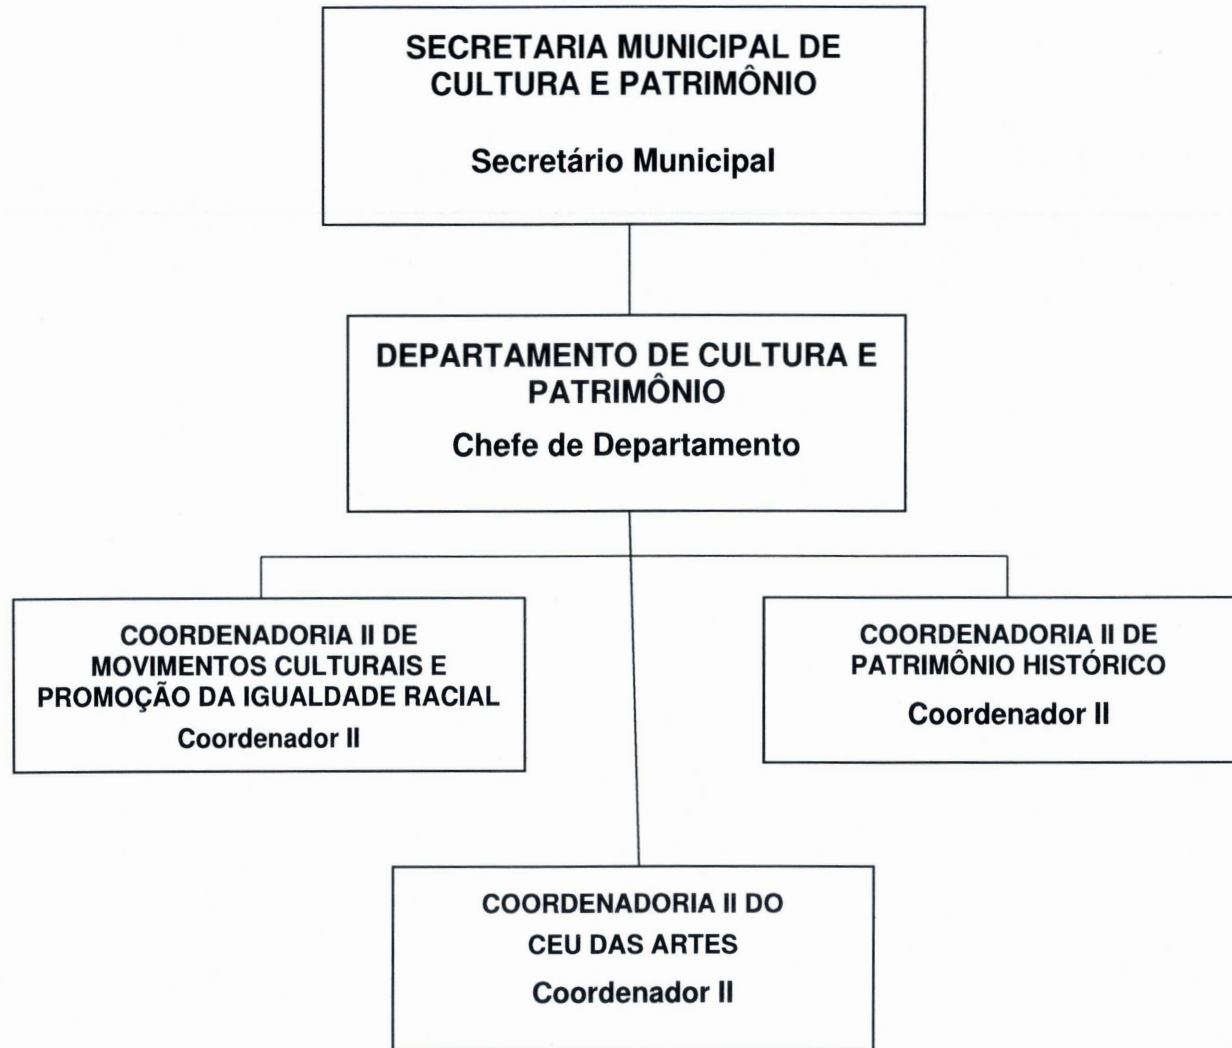 SECRETARIA MUNICIPAL DE
CULTURA E PATRIMÔNIO
Secretário Municipal
DEPARTAMENTO DE CULTURA E
PATRIMÔNIO
Chefe de Departamento
COORDENADORIA II DE
MOVIMENTOS CULTURAIS E
PROMOÇÃO DA IGUALDADE RACIAL
Coordenador II
COORDENADORIA II DE
PATRIMÔNIO HISTÓRICO
Coordenador II
COORDENADORIA II DO
CEU DAS ARTES
Coordenador II